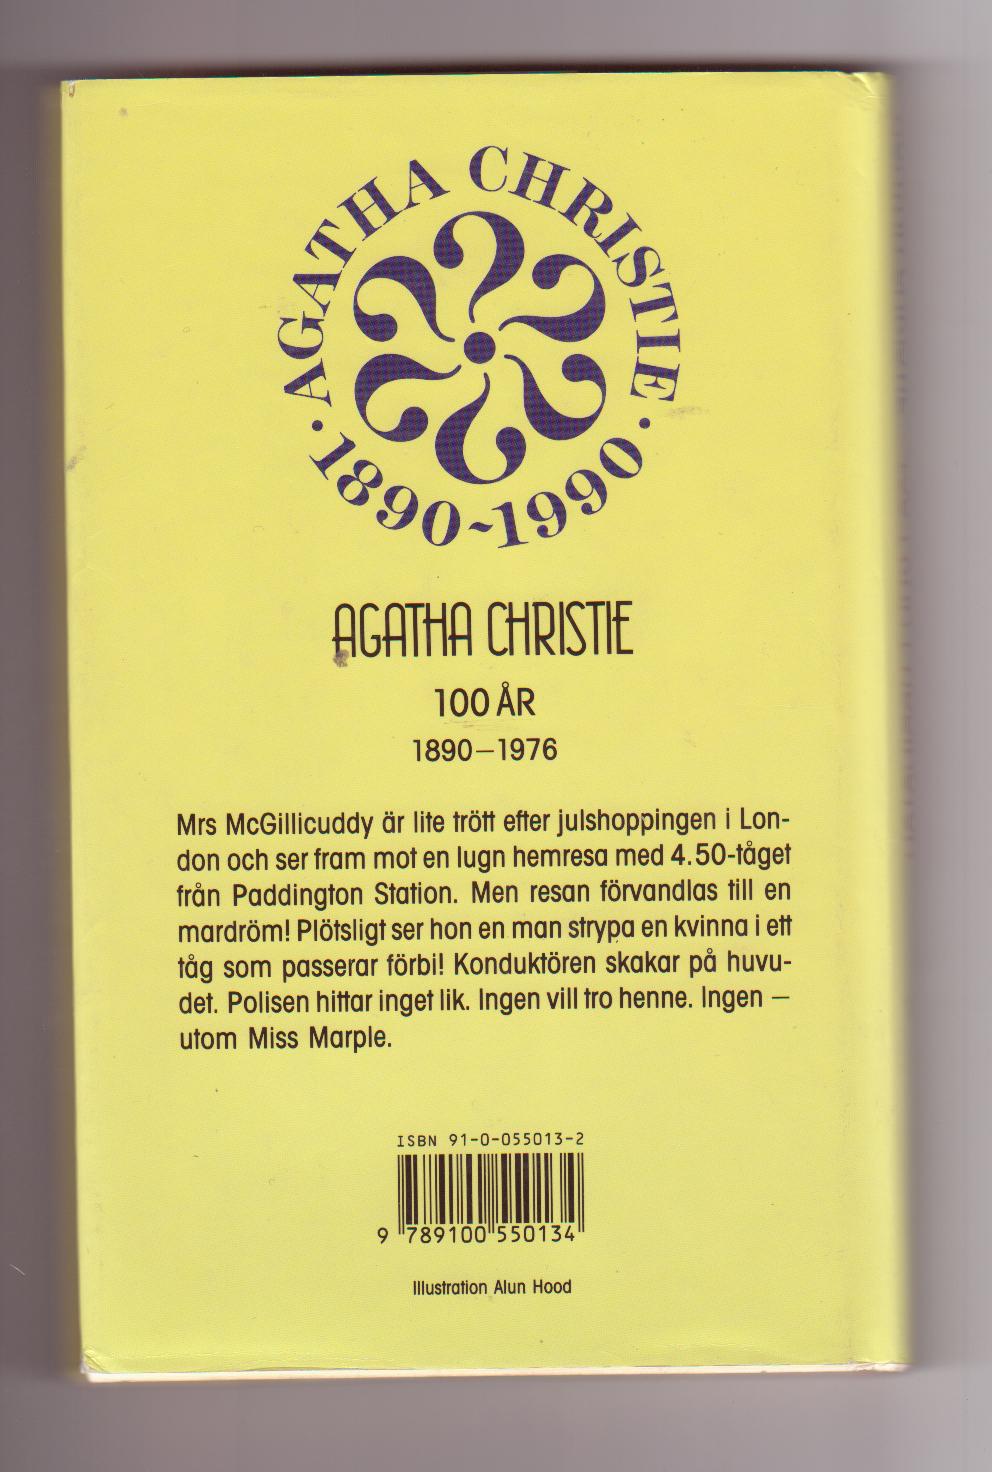 AGATHA CHRISTIE
· 1890-1990 ·
AGATHA CHRISTIE
100 ÅR
1890–1976
Mrs McGillicuddy är lite trött efter julshoppingen i Lon-
don och ser fram mot en lugn hemresa med 4.50-tåget
från Paddington Station. Men resan förvandlas till en
mardröm! Plötsligt ser hon en man strypa en kvinna i ett
tåg som passerar förbi! Konduktören skakar på huvu-
det. Polisen hittar inget lik. Ingen vill tro henne. Ingen –
utom Miss Marple.
ISBN 91-0-055013-2
9 789100 550134
Illustration Alun Hood